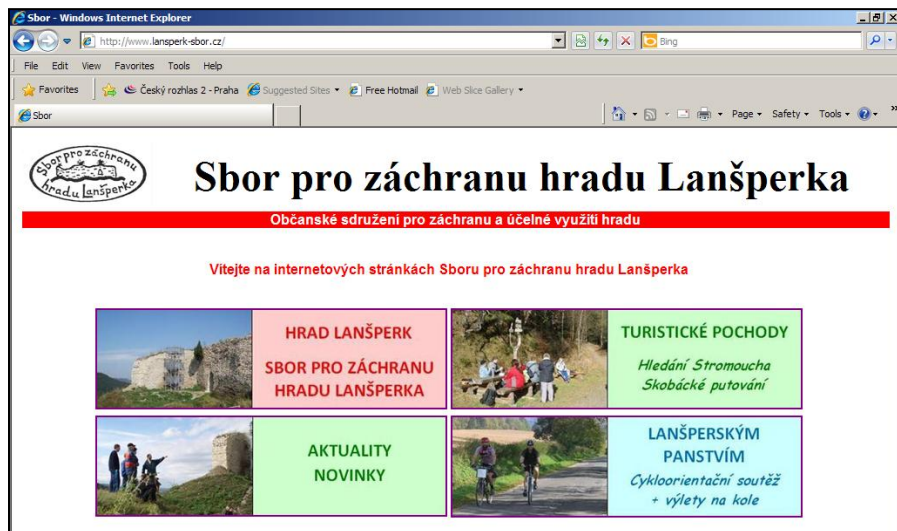 Sbor - Windows Internet Explorer
http://www.lansperk-sbor.cz/
Bing
File Edit View Favorites Tools Help
Favorites Český rozhlas 2 - Praha Suggested Sites Free Hotmail Web Slice Gallery
Sbor
Page Safety Tools
Sbor pro záchranu hradu Lanšperka
Sbor pro záchranu hradu Lanšperka
Občanské sdružení pro záchranu a účelné využití hradu
Vítejte na internetových stránkách Sboru pro záchranu hradu Lanšperka
HRAD LANŠPERK
SBOR PRO ZÁCHRANU
HRADU LANŠPERKA
TURISTICKÉ POCHODY
Hledání Stromoucha
Skobácké putování
AKTUALITY
NOVINKY
LANŠPERSKÝM
PANSTVÍM
Cykloorientační soutěž
+ výlety na kole